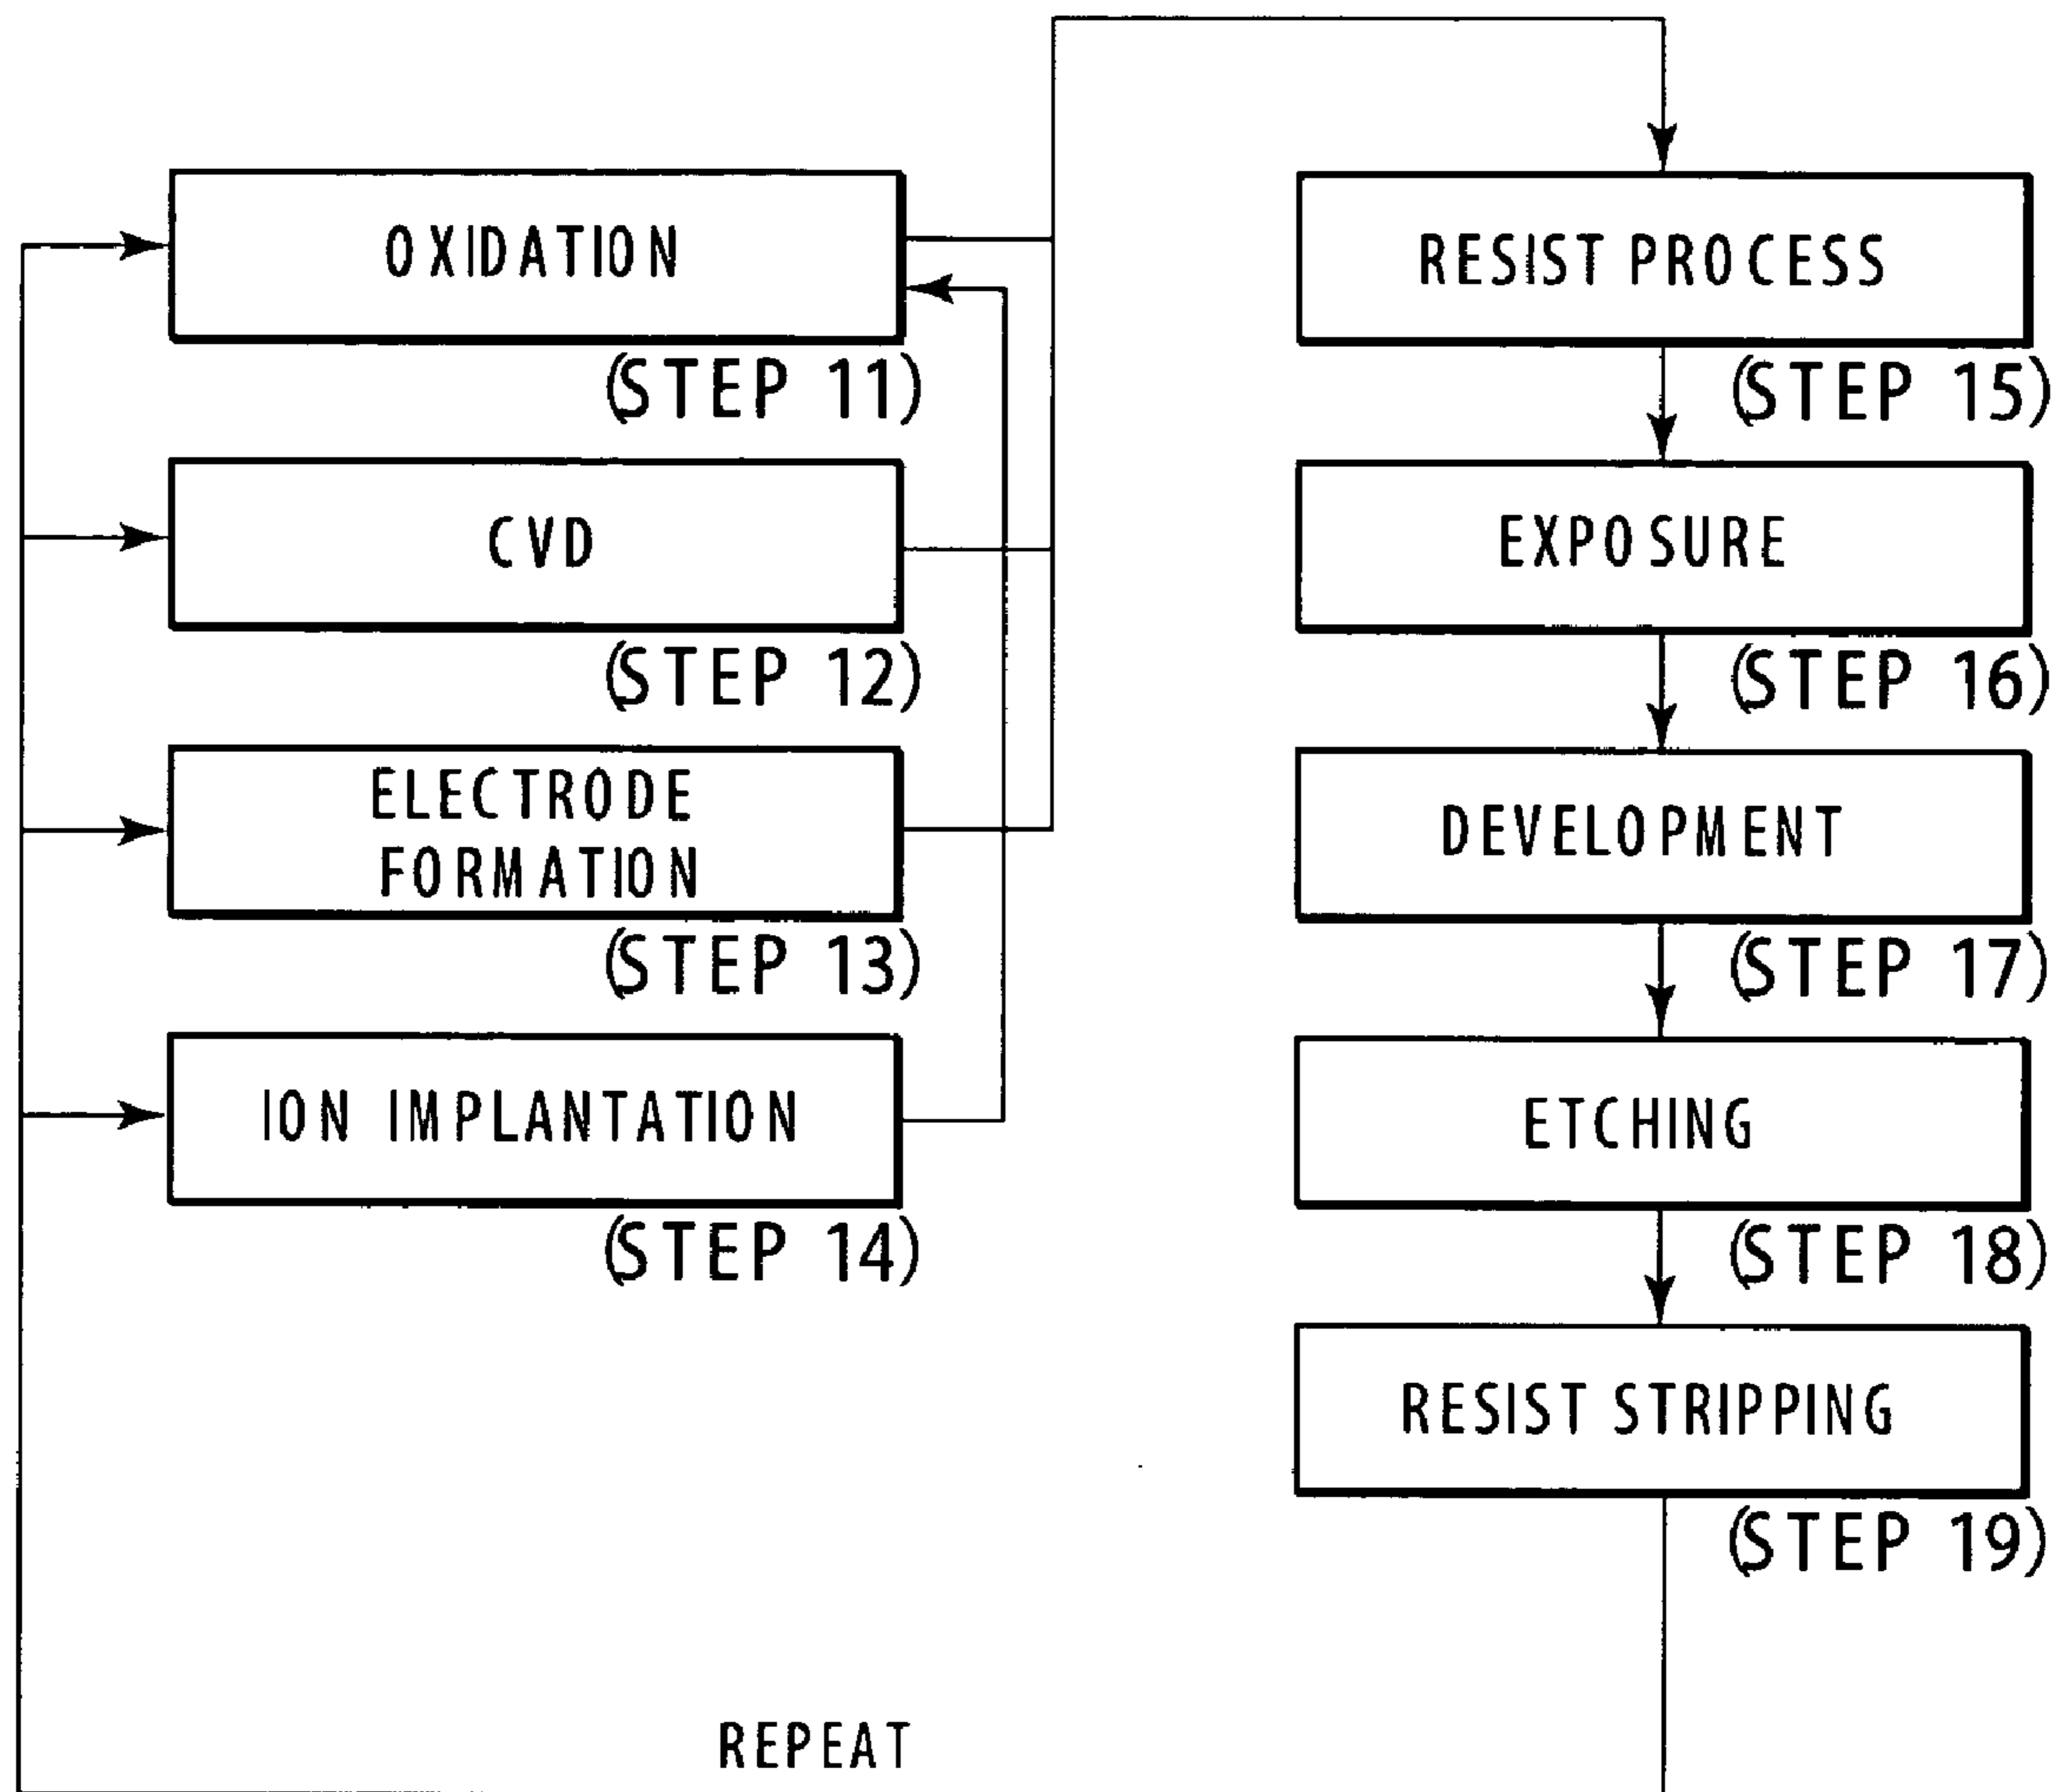 OXIDATION
(STEP 11)
CVD
(STEP 12)
ELECTRODE
FORMATION
(STEP 13)
ION IMPLANTATION
(STEP 14)
RESIST PROCESS
(STEP 15)
EXPOSURE
(STEP 16)
DEVELOPMENT
(STEP 17)
ETCHING
(STEP 18)
RESIST STRIPPING
(STEP 19)
REPEAT